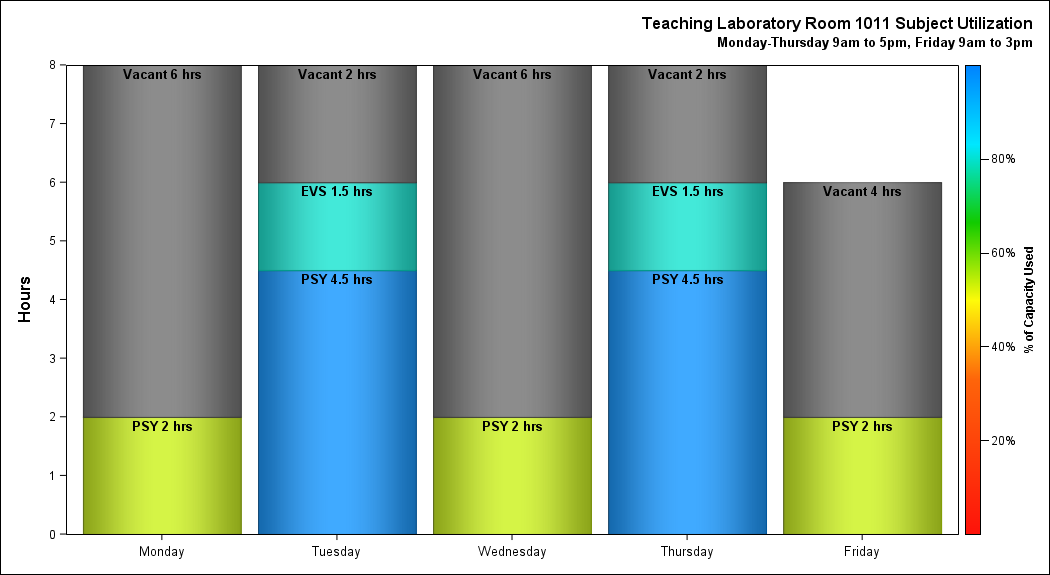 Teaching Laboratory Room 1011 Subject Utilization
Monday-Thursday 9am to 5pm, Friday 9am to 3pm
Hours
8
7
6
5
4
3
2
1
0
Vacant 6 hrs
PSY 2 hrs
Vacant 2 hrs
EVS 1.5 hrs
PSY 4.5 hrs
Vacant 6 hrs
PSY 2 hrs
Vacant 2 hrs
EVS 1.5 hrs
PSY 4.5 hrs
Vacant 4 hrs
PSY 2 hrs
Monday
Tuesday
Wednesday
Thursday
Friday
80%
60%
40%
20%
% of Capacity Used